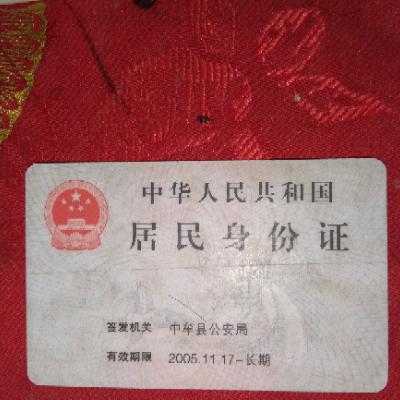 中华人民共和国
居民身份证
签发机关 中牟县公安局
有效期限 2005.11.17-长期